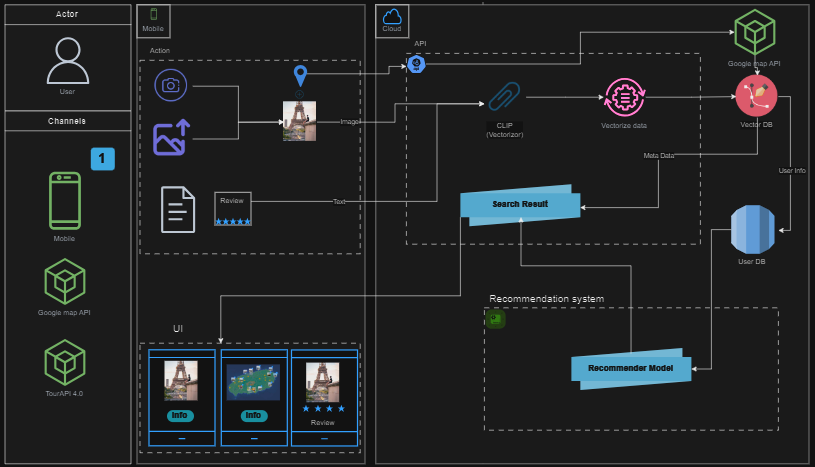 Actor
User
Channels
1
Mobile
Google map API
TourAPI 4.0
Mobile
Action
Image
Review
Text
UI
Info
Info
Review
Cloud
API
Google map API
CLIP
(Vectorizor)
Vectorize data
Vector DB
Meta Data
User Info
Search Result
User DB
Recommendation system
Recommender Model